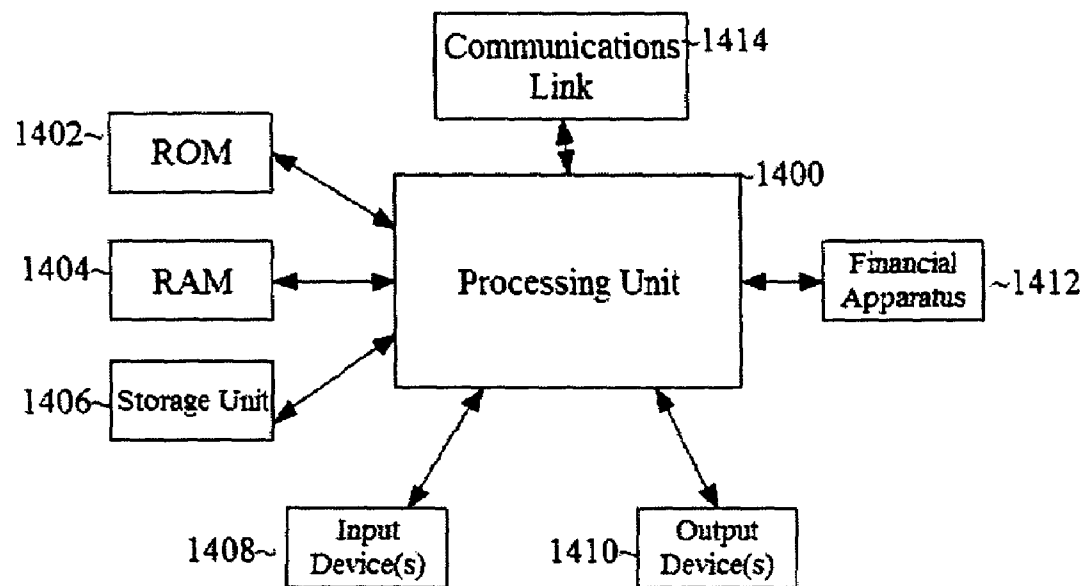 Communications
Link
~1414
1402~
ROM
1400
1404~
RAM
Processing Unit
Financial
Apparatus
~1412
1406~
Storage Unit
1408~
Input
Device(s)
1410~
Output
Device(s)